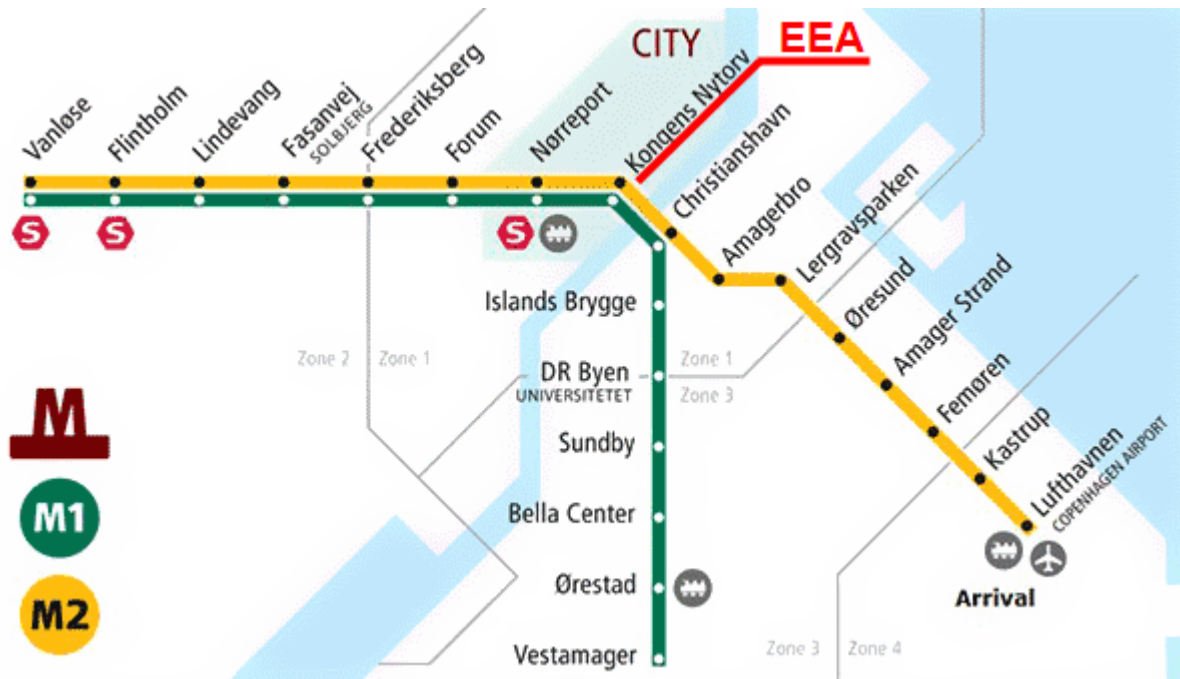 CITY
EEA
Vanløse
Flintholm
Lindevang
Fasanvej
SOLBJERG
Frederiksberg
Forum
Nørreport
Kongens Nytorv
Christianshavn
Amagerbro
Lergravsparken
Øresund
Amager Strand
Femøren
Kastrup
Lufthavnen
COPENHAGEN AIRPORT
S
S
S
Islands Brygge
Zone 2
Zone 1
Zone 1
DR Byen
UNIVERSITETET
Zone 3
Sundby
Bella Center
Ørestad
Vestamager
M
M1
M2
Arrival
Zone 3
Zone 4